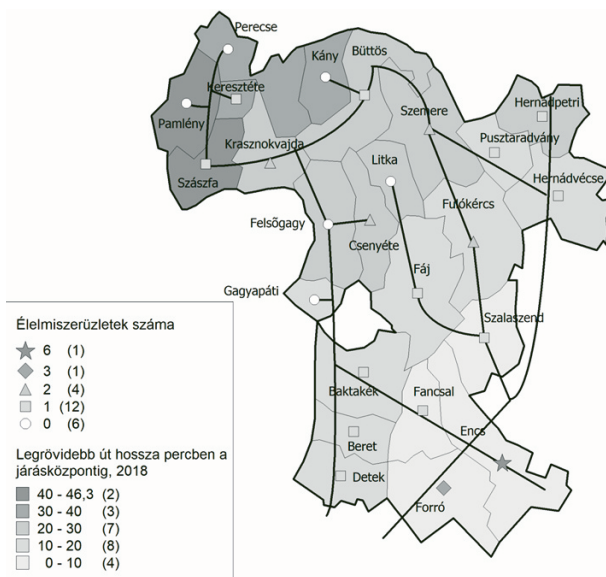 Perecse
Kány
Büttös
Keresztéte
Hernádpetri
Szemere
Pamlény
Pusztaradvány
Krasznokvajda
Litka
Szászfa
Hernádvécse
Fulókércs
Felsőgagy
Csenyéte
Fáj
Gagyapáti
Szalaszend
Élelmiszerüzletek száma
6 (1)
3 (1)
2 (4)
1 (12)
0 (6)
Baktakék
Fancsal
Encs
Beret
Detek
Forró
Legrövidebb út hossza percben a
járásközpontig, 2018
40 - 46,3 (2)
30 - 40 (3)
20 - 30 (7)
10 - 20 (8)
0 - 10 (4)